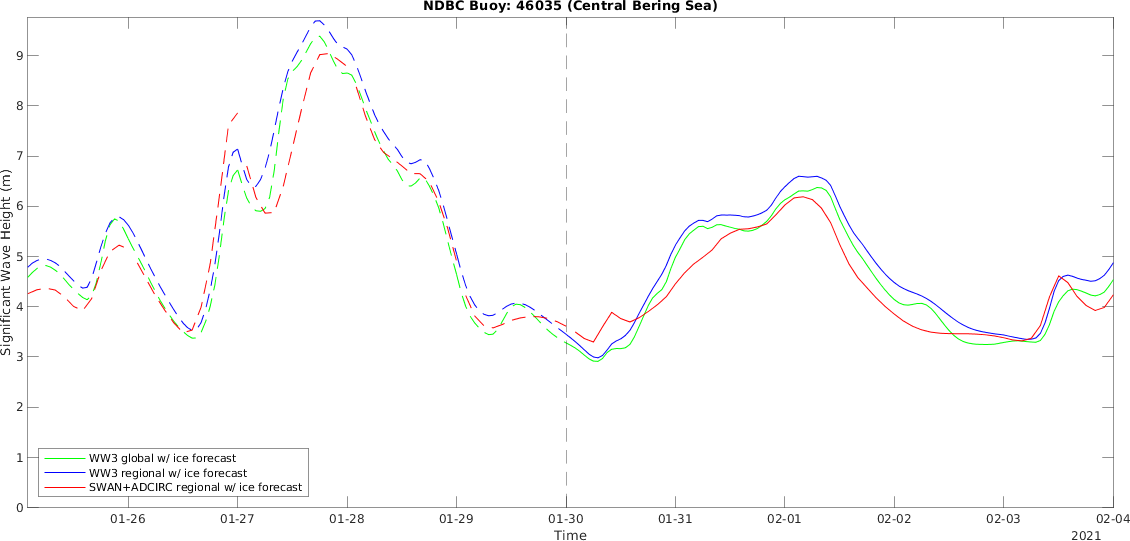 NDBC Buoy: 46035 (Central Bering Sea)
Significant Wave Height (m)
9
8
7
6
5
4
3
2
1
0
WW3 global w/ ice forecast
WW3 regional w/ ice forecast
SWAN+ADCIRC regional w/ ice forecast
01-26 01-27 01-28 01-29 01-30 01-31 02-01 02-02 02-03 02-04
Time
2021